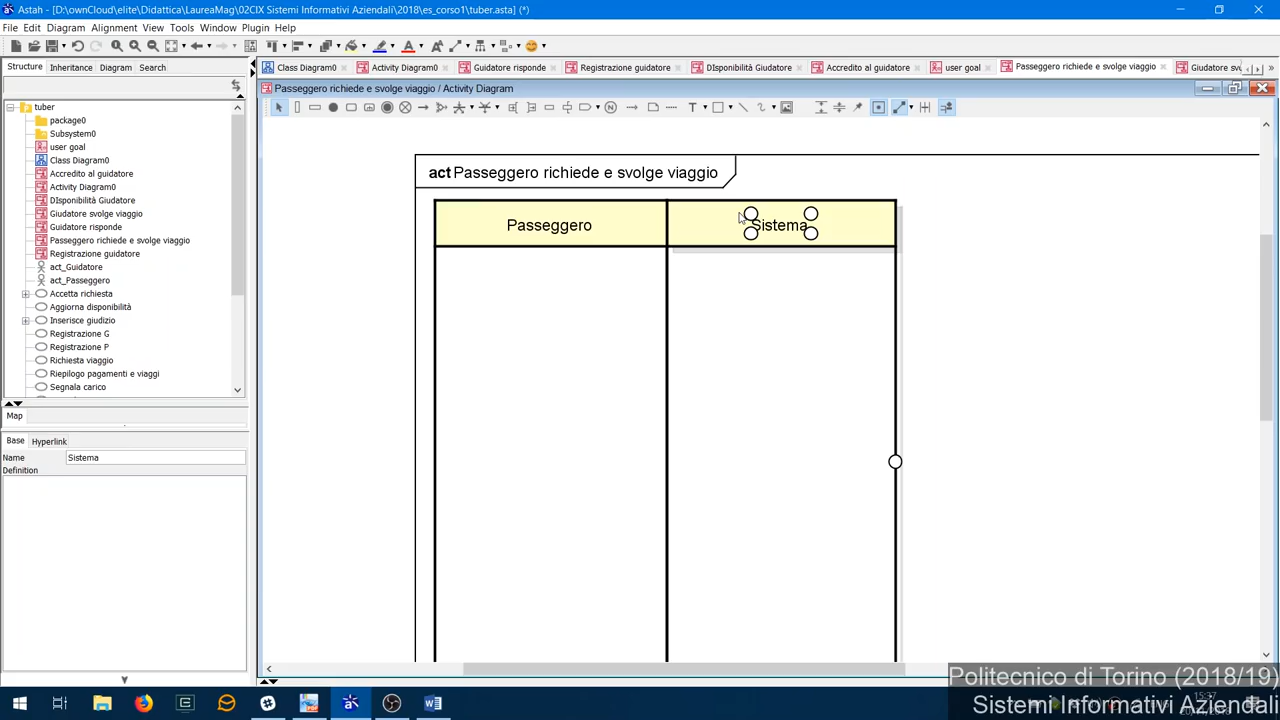 Astah - [D:\ownCloud\elite\Didattica\LaureaMag\02CIX Sistemi Informativi Aziendali\2018\es_corso1\tuber.asta] (*)
File Edit Diagram Alignment View Tools Window Plugin Help
Structure Inheritance Diagram Search
Class Diagram0 Activity Diagram0 Guidatore risponde Registrazione guidatore DIsponibilità Giudatore Accredito al guidatore user goal Passeggero richiede e svolge viaggio
Passeggero richiede e svolge viaggio / Activity Diagram
tuber
package0
Subsystem0
user goal
Class Diagram0
Accredito al guidatore
Activity Diagram0
DIsponibilità Giudatore
Giudatore svolge viaggio
Guidatore risponde
Passeggero richiede e svolge viaggio
Registrazione guidatore
act_Guidatore
act_Passeggero
Accetta richiesta
Aggiorna disponibilità
Inserisce giudizio
Registrazione G
Registrazione P
Richiesta viaggio
Riepilogo pagamenti e viaggi
Segnala carico
Map
Base Hyperlink
Name Sistema
Definition
act Passeggero richiede e svolge viaggio
Passeggero Sistema
Politecnico di Torino (2018/19)
Sistemi Informativi Aziendali
15:37